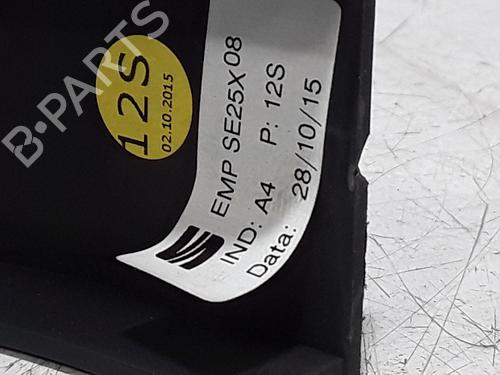 B-PARTS
12S
02.10.2015
EMP SE25X08
IND: A4 P: 12S
Data: 28/10/15